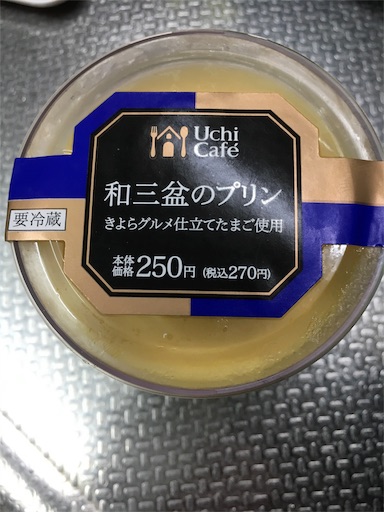 Uchi
Café
和三盆のプリン
きよらグルメ仕立てたまご使用
要冷蔵
本体
価格 250円 (税込270円)